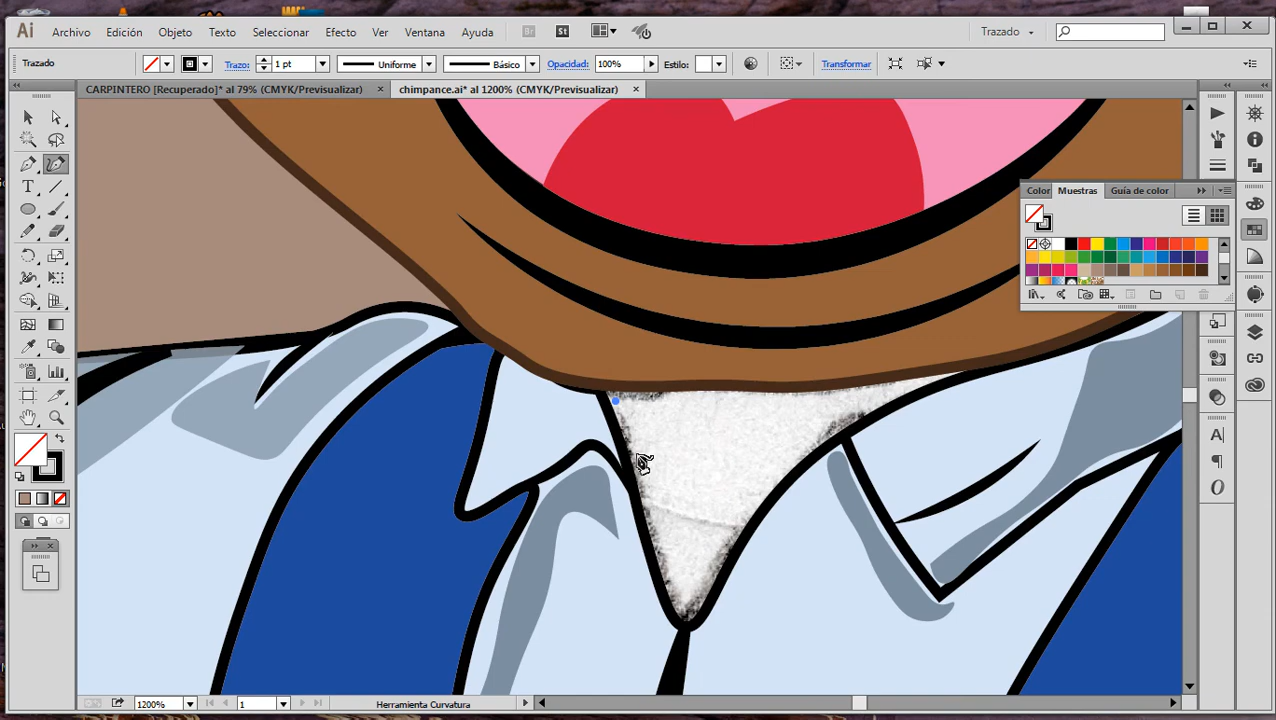 Ai Archivo Edición Objeto Texto Seleccionar Efecto Ver Ventana Ayuda Br St Trazado
Trazado Trazo: 1 pt Uniforme Básico Opacidad: 100% Estilo: Transformar
CARPINTERO [Recuperado]* al 79% (CMYK/Previsualizar) × chimpance.ai* al 1200% (CMYK/Previsualizar) ×
Color Muestras Guía de color
1200% 1 Herramienta Curvatura